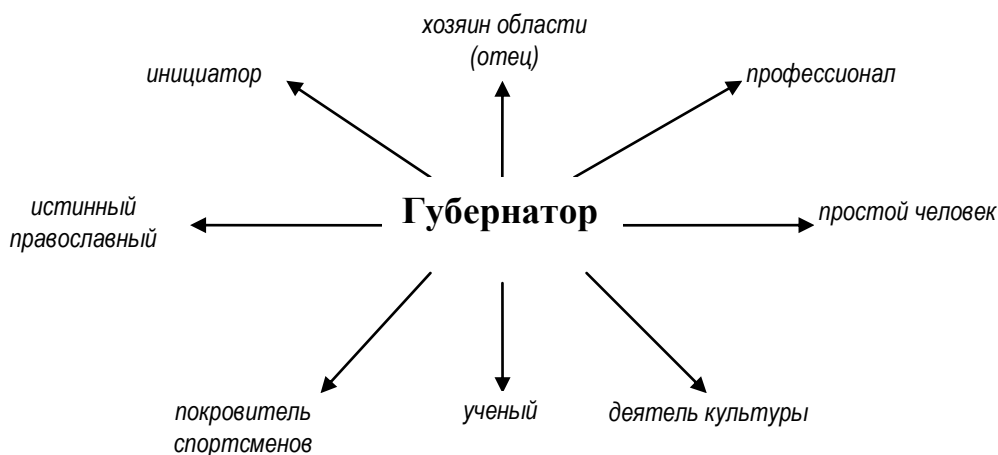 хозяин области
(отец)
инициатор
профессионал
Губернатор
истинный
православный
простой человек
покровитель
спортсменов
ученый
деятель культуры